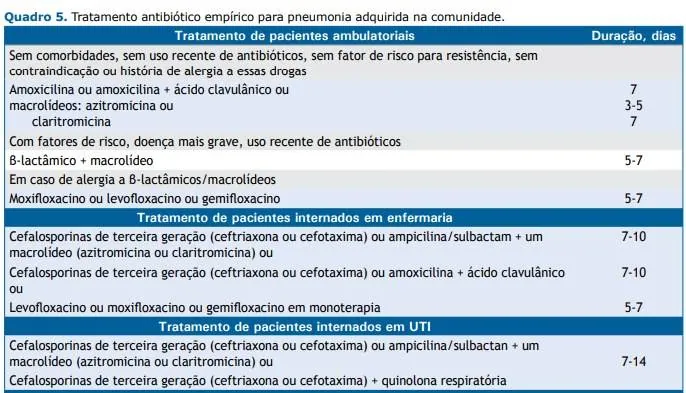 Quadro 5. Tratamento antibiótico empírico para pneumonia adquirida na comunidade.
Tratamento de pacientes ambulatoriais Duração, dias
Sem comorbidades, sem uso recente de antibióticos, sem fator de risco para resistência, sem
contraindicação ou história de alergia a essas drogas
Amoxicilina ou amoxicilina + ácido clavulânico ou 7
macrolídeos: azitromicina ou 3-5
claritromicina 7
Com fatores de risco, doença mais grave, uso recente de antibióticos
ß-lactâmico + macrolídeo 5-7
Em caso de alergia a ß-lactâmicos/macrolídeos
Moxifloxacino ou levofloxacino ou gemifloxacino 5-7
Tratamento de pacientes internados em enfermaria
Cefalosporinas de terceira geração (ceftriaxona ou cefotaxima) ou ampicilina/sulbactam + um 7-10
macrolídeo (azitromicina ou claritromicina) ou
Cefalosporinas de terceira geração (ceftriaxona ou cefotaxima) ou amoxicilina + ácido clavulânico 7-10
ou
Levofloxacino ou moxifloxacino ou gemifloxacino em monoterapia 5-7
Tratamento de pacientes internados em UTI
Cefalosporinas de terceira geração (ceftriaxona ou cefotaxima) ou ampicilina/sulbactan + um
macrolídeo (azitromicina ou claritromicina) ou 7-14
Cefalosporinas de terceira geração (ceftriaxona ou cefotaxima) + quinolona respiratória